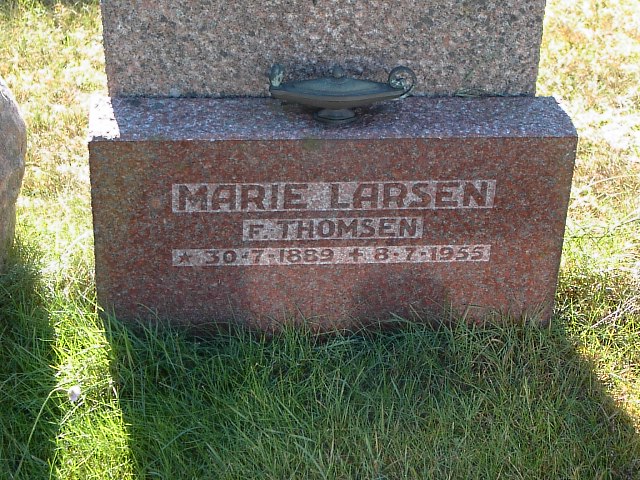 MARIE LARSEN
F. THOMSEN
* 30-7-1889 + 8-7-1955